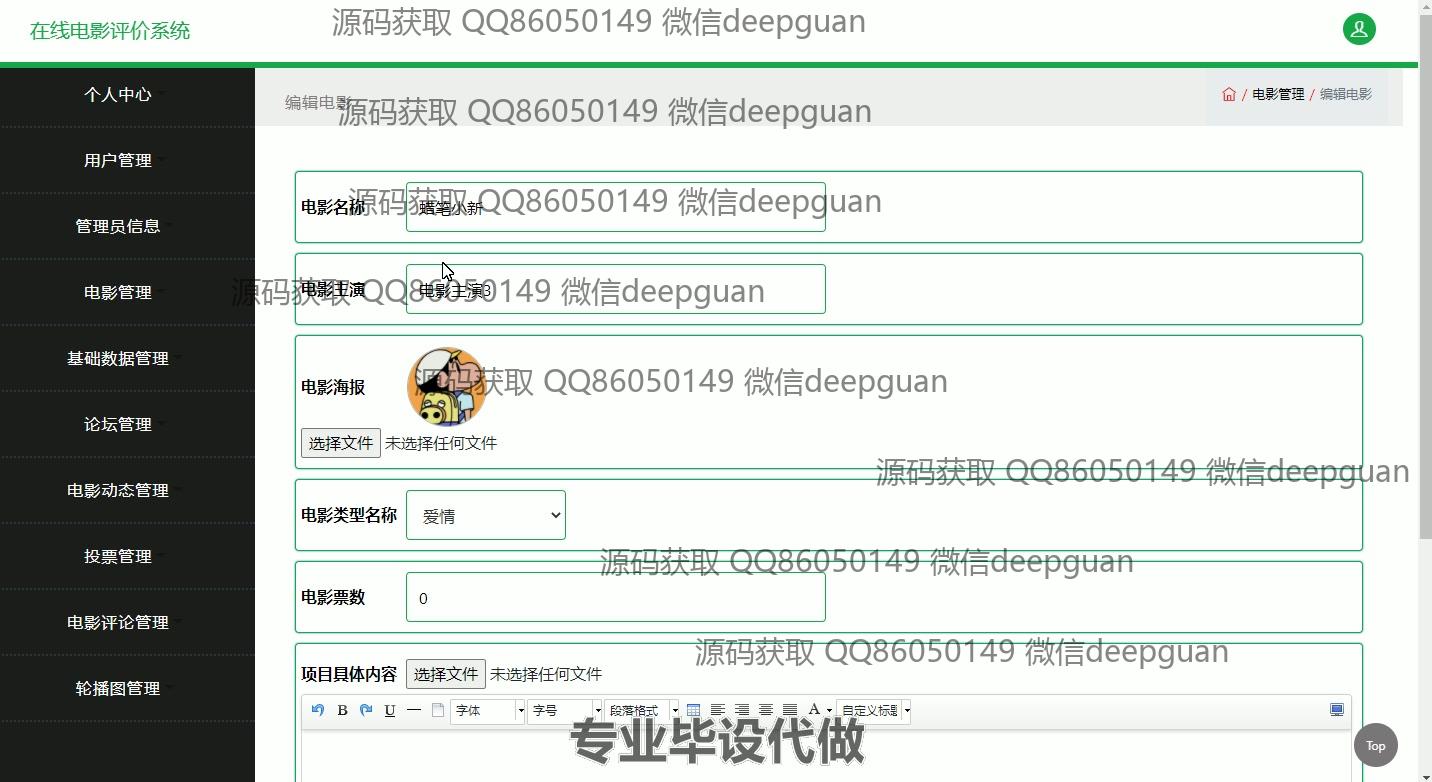 在线电影评价系统
源码获取 QQ86050149 微信deepguan
个人中心
用户管理
管理员信息
电影管理
基础数据管理
论坛管理
电影动态管理
投票管理
电影评论管理
轮播图管理
编辑电影
源码获取 QQ86050149 微信deepguan
/ 电影管理 / 编辑电影
源码获取 QQ86050149 微信deepguan
电影名称 蜡笔小新
源码获取 QQ86050149 微信deepguan
电影主演 电影主演3
源码获取 QQ86050149 微信deepguan
电影海报
选择文件 未选择任何文件
源码获取 QQ86050149 微信deepguan
电影类型名称 爱情
源码获取 QQ86050149 微信deepguan
电影票数 0
源码获取 QQ86050149 微信deepguan
项目具体内容 选择文件 未选择任何文件
B U 字体 字号 段落格式 A 自定义标题
专业毕设代做
Top